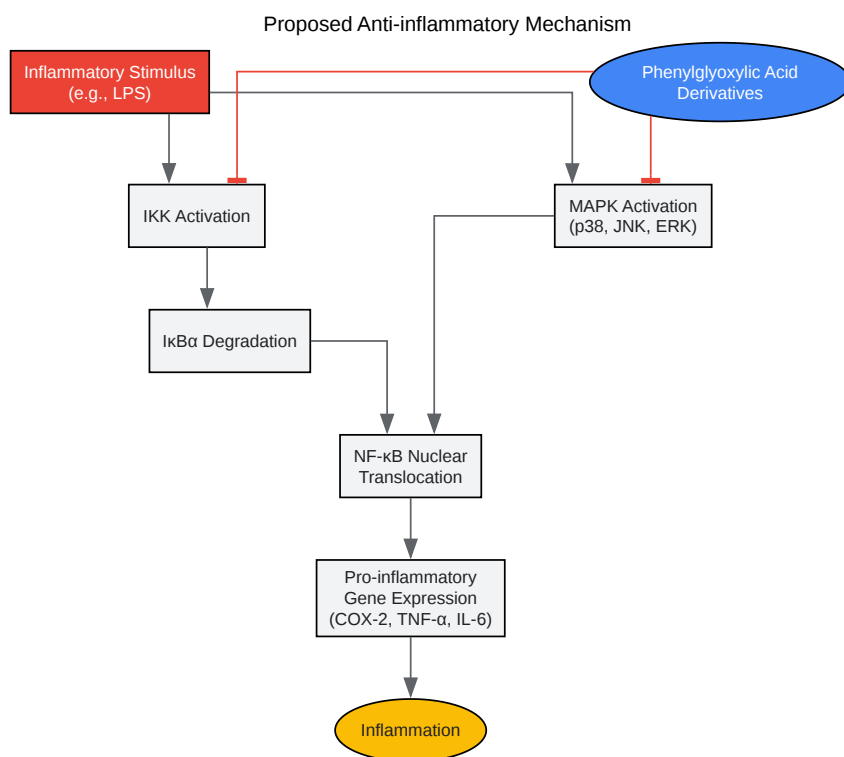 Proposed Anti-inflammatory Mechanism
Inflammatory Stimulus
(e.g., LPS)
Phenylglyoxylic Acid
Derivatives
IKK Activation
MAPK Activation
(p38, JNK, ERK)
IκBα Degradation
NF-κB Nuclear
Translocation
Pro-inflammatory
Gene Expression
(COX-2, TNF-α, IL-6)
Inflammation